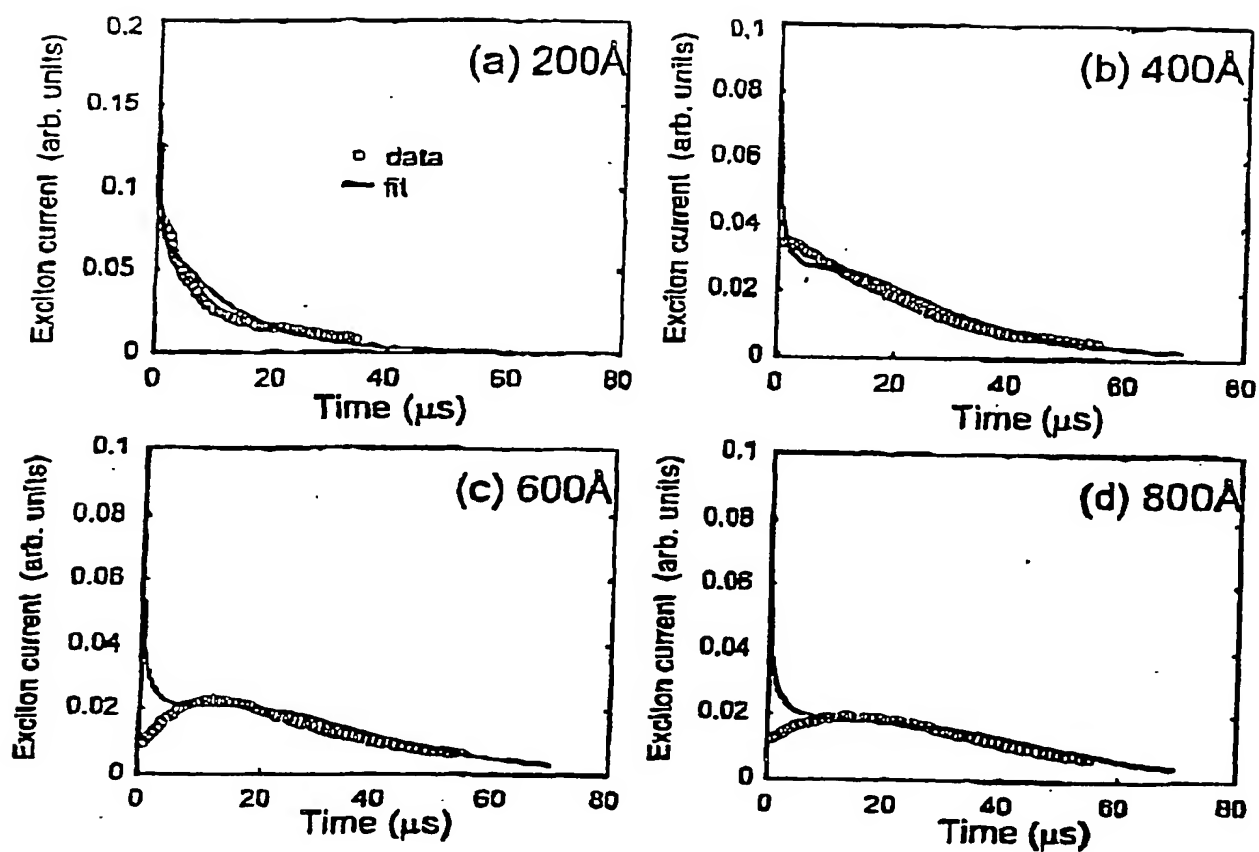 (a) 200Å
Exciton current (arb. units)
0.2
0.15
0.1
0.05
0
data
fit
0 20 40 60 80
Time (μs)
(b) 400Å
Exciton current (arb. units)
0.1
0.08
0.06
0.04
0.02
0
0 20 40 60 80
Time (μs)
(c) 600Å
Exciton current (arb. units)
0.1
0.08
0.06
0.04
0.02
0
0 20 40 60 80
Time (μs)
(d) 800Å
Exciton current (arb. units)
0.1
0.08
0.06
0.04
0.02
0
0 20 40 60 80
Time (μs)